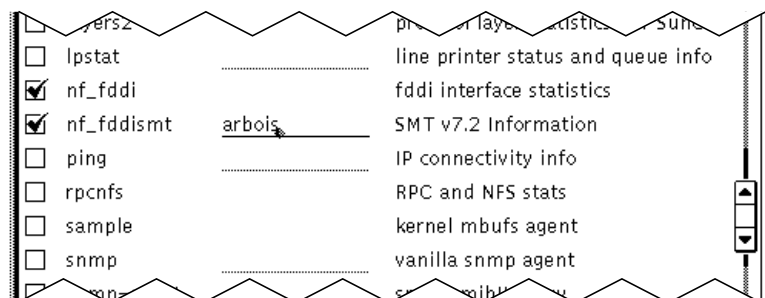 lpstat line printer status and queue info
nf_fddi fddi interface statistics
nf_fddismt arbois SMT v7.2 Information
ping IP connectivity info
rpcnfs RPC and NFS stats
sample kernel mbufs agent
snmp vanilla snmp agent